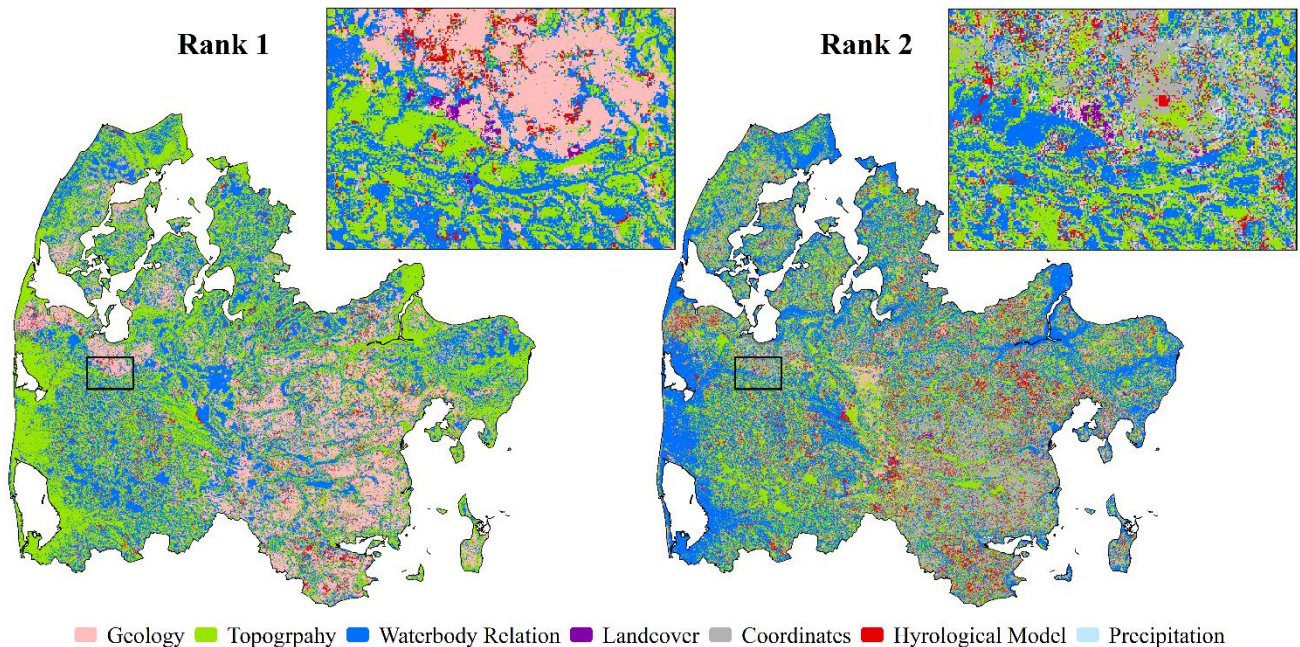 Rank 1
Rank 2
Geology Topogrpahy Waterbody Relation Landcover Coordinates Hyrological Model Precipitation